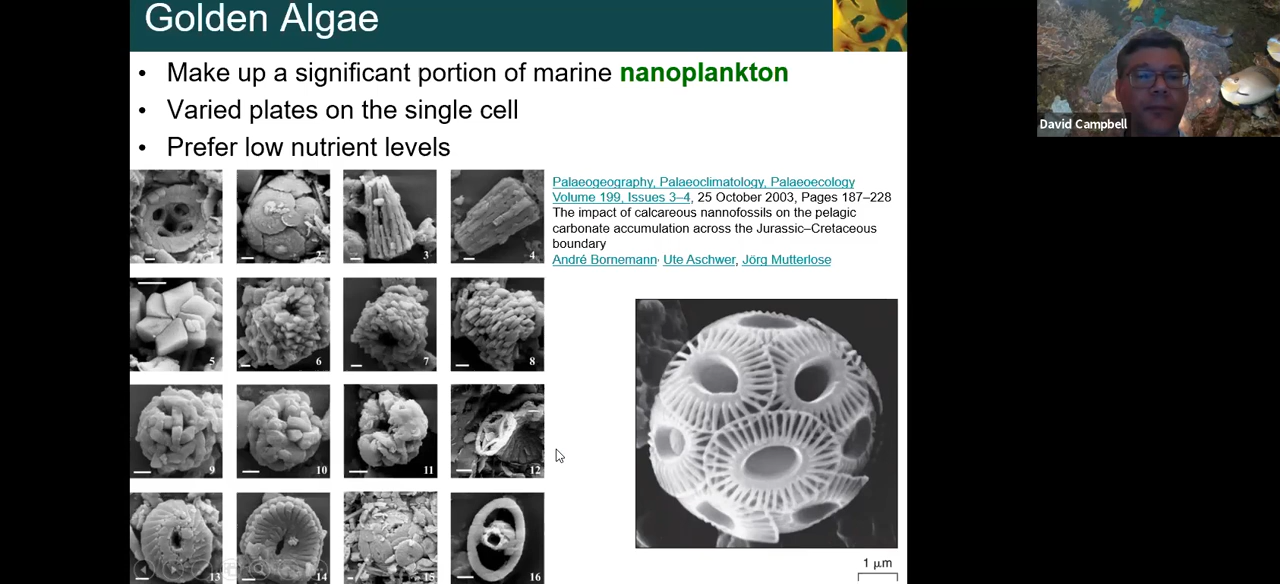 Golden Algae
• Make up a significant portion of marine nanoplankton
• Varied plates on the single cell
• Prefer low nutrient levels
Palaeogeography, Palaeoclimatology, Palaeoecology
Volume 199, Issues 3–4, 25 October 2003, Pages 187–228
The impact of calcareous nannofossils on the pelagic
carbonate accumulation across the Jurassic–Cretaceous
boundary
André Bornemann, Ute Aschwer, Jörg Mutterlose
2 3 4
5 6 7 8
9 10 11 12
13 14 15 16
1 µm
David Campbell